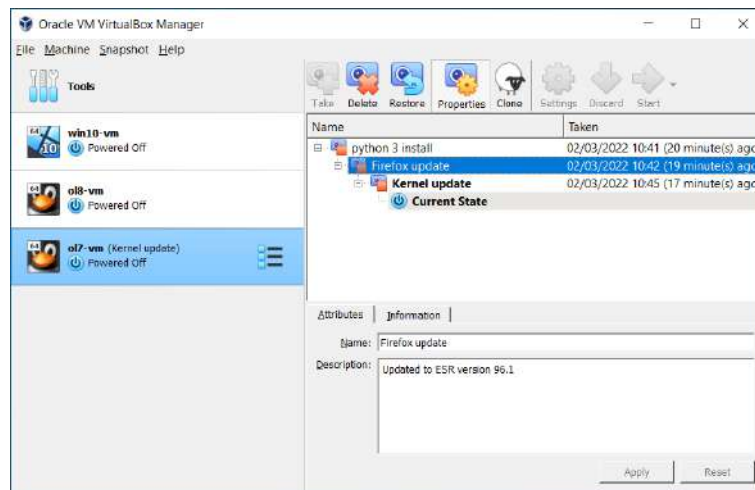 Oracle VM VirtualBox Manager
File Machine Snapshot Help
Tools
Take Delete Restore Properties Clone Settings Discard Start
64
10
win10-vm
Powered Off
64
ol8-vm
Powered Off
64
ol7-vm (Kernel update)
Powered Off
Name Taken
python 3 install 02/03/2022 10:41 (20 minute(s) ago
Firefox update 02/03/2022 10:42 (19 minute(s) ago
Kernel update 02/03/2022 10:45 (17 minute(s) ago
Current State
Attributes Information
Name: Firefox update
Description: Updated to ESR version 96.1
Apply Reset